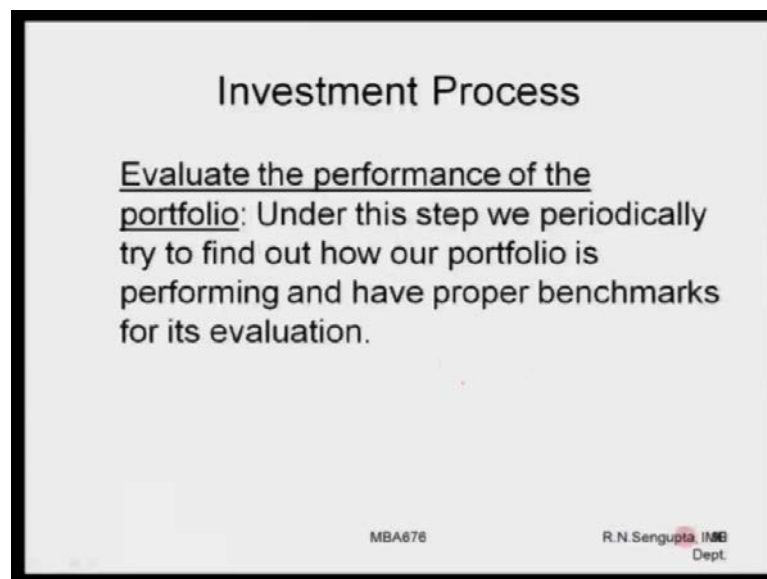 Investment Process
Evaluate the performance of the
portfolio: Under this step we periodically
try to find out how our portfolio is
performing and have proper benchmarks
for its evaluation.
MBA676
R.N.Sengupta,
Dept.